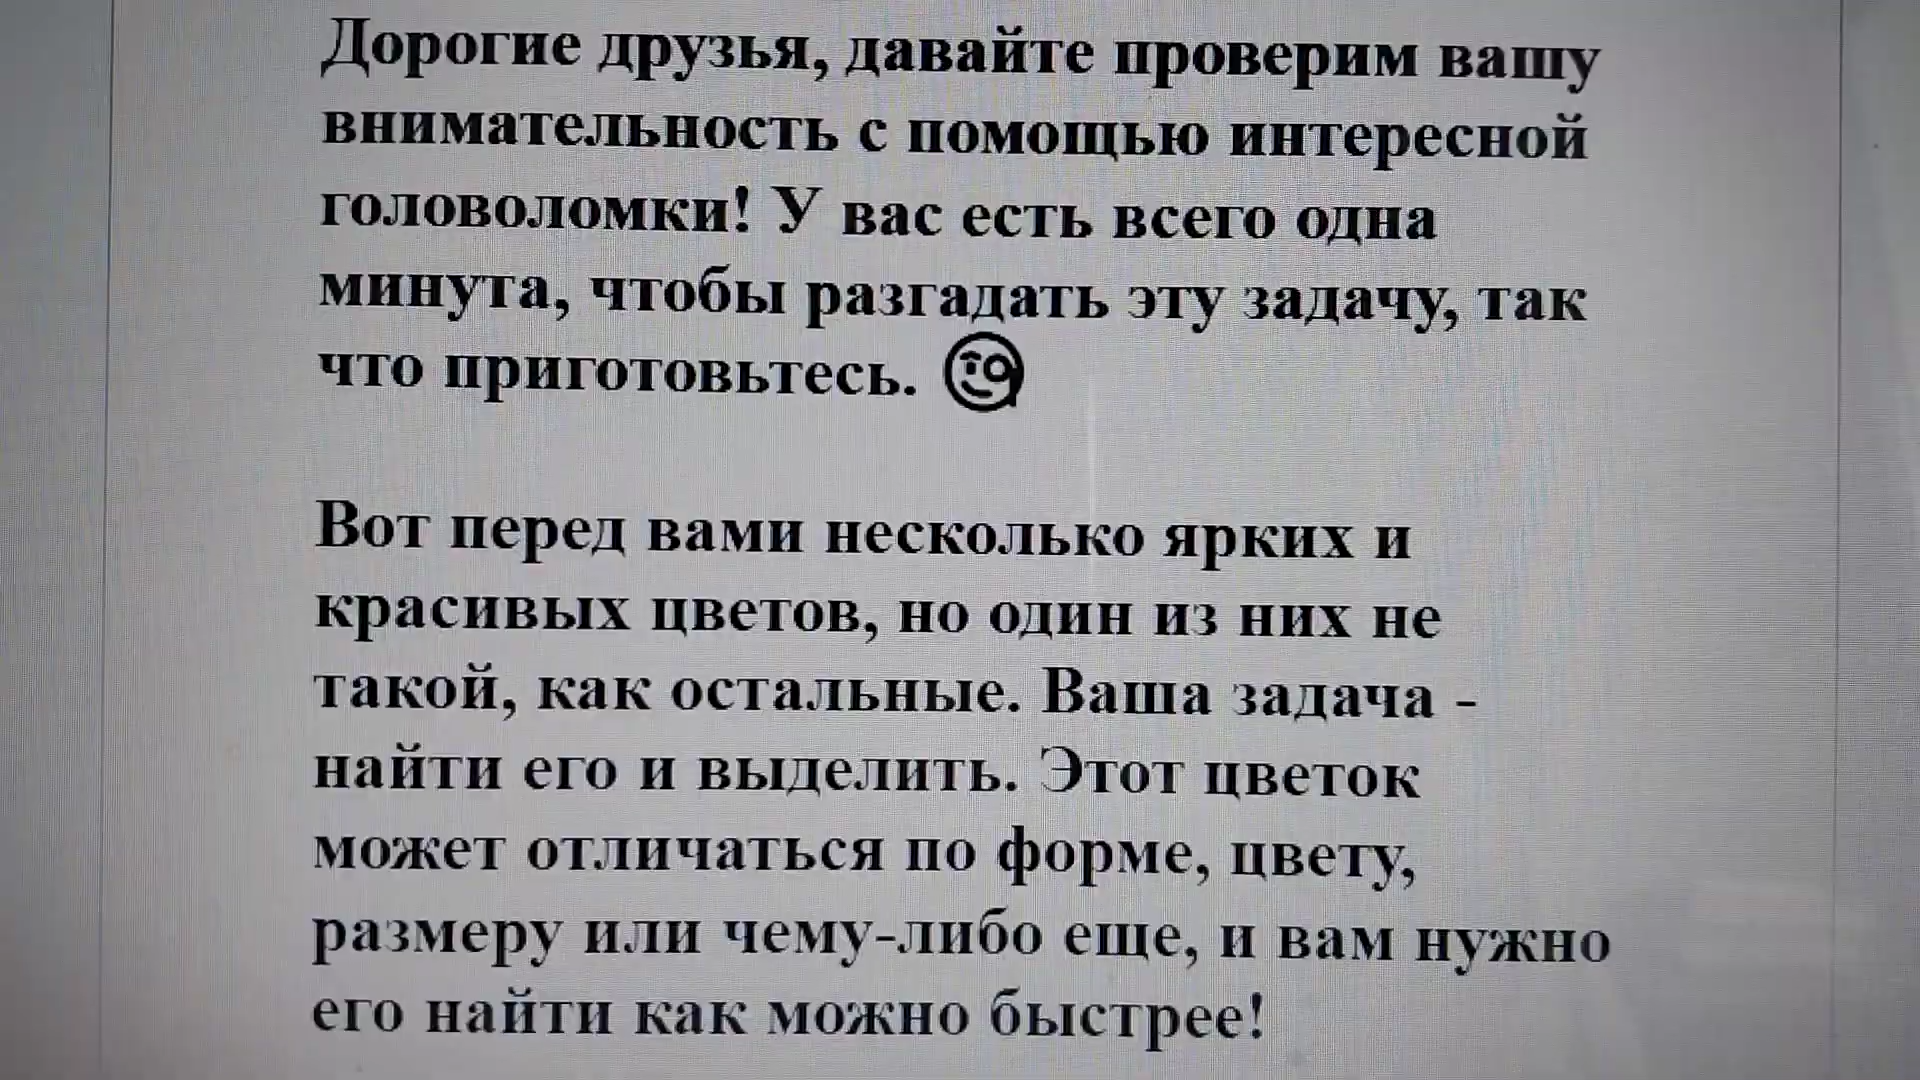 Дорогие друзья, давайте проверим вашу
внимательность с помощью интересной
головоломки! У вас есть всего одна
минута, чтобы разгадать эту задачу, так
что приготовьтесь. 🧐
Вот перед вами несколько ярких и
красивых цветов, но один из них не
такой, как остальные. Ваша задача -
найти его и выделить. Этот цветок
может отличаться по форме, цвету,
размеру или чему-либо еще, и вам нужно
его найти как можно быстрее!